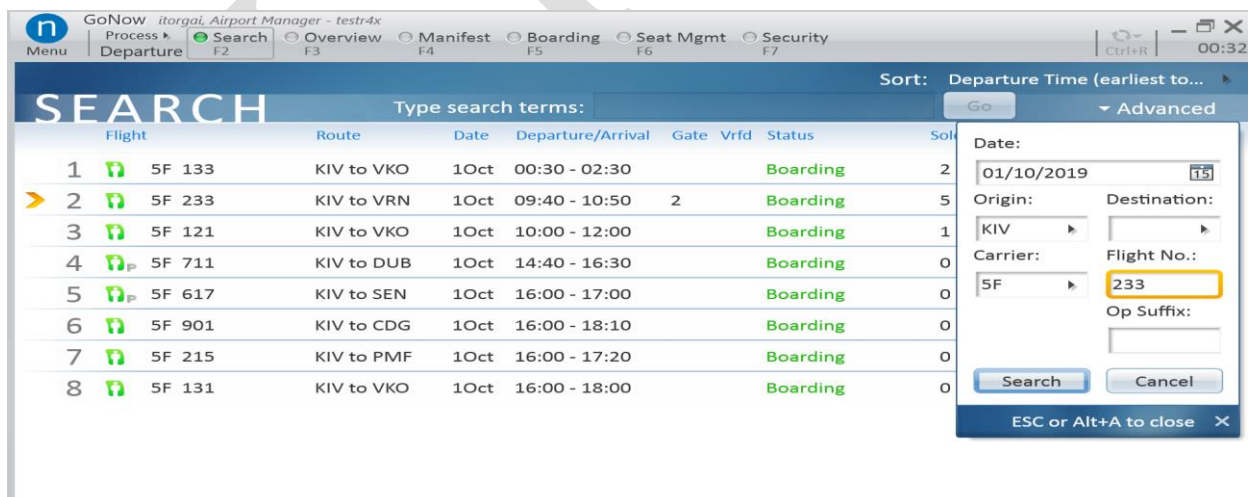 n GoNow itorgai, Airport Manager - testr4x
Menu Process Search Overview Manifest Boarding Seat Mgmt Security
Departure F2 F3 F4 F5 F6 F7 Ctrl+R 00:32
Sort: Departure Time (earliest to...
SEARCH Type search terms: Go Advanced
Flight Route Date Departure/Arrival Gate Vrfd Status
1 5F 133 KIV to VKO 1Oct 00:30 - 02:30 Boarding 2
2 5F 233 KIV to VRN 1Oct 09:40 - 10:50 2 Boarding 5
3 5F 121 KIV to VKO 1Oct 10:00 - 12:00 Boarding 1
4 P 5F 711 KIV to DUB 1Oct 14:40 - 16:30 Boarding 0
5 P 5F 617 KIV to SEN 1Oct 16:00 - 17:00 Boarding 0
6 5F 901 KIV to CDG 1Oct 16:00 - 18:10 Boarding 0
7 5F 215 KIV to PMF 1Oct 16:00 - 17:20 Boarding 0
8 5F 131 KIV to VKO 1Oct 16:00 - 18:00 Boarding 0
Date:
01/10/2019 15
Origin: Destination:
KIV
Carrier: Flight No.:
5F 233
Op Suffix:
Search Cancel
ESC or Alt+A to close